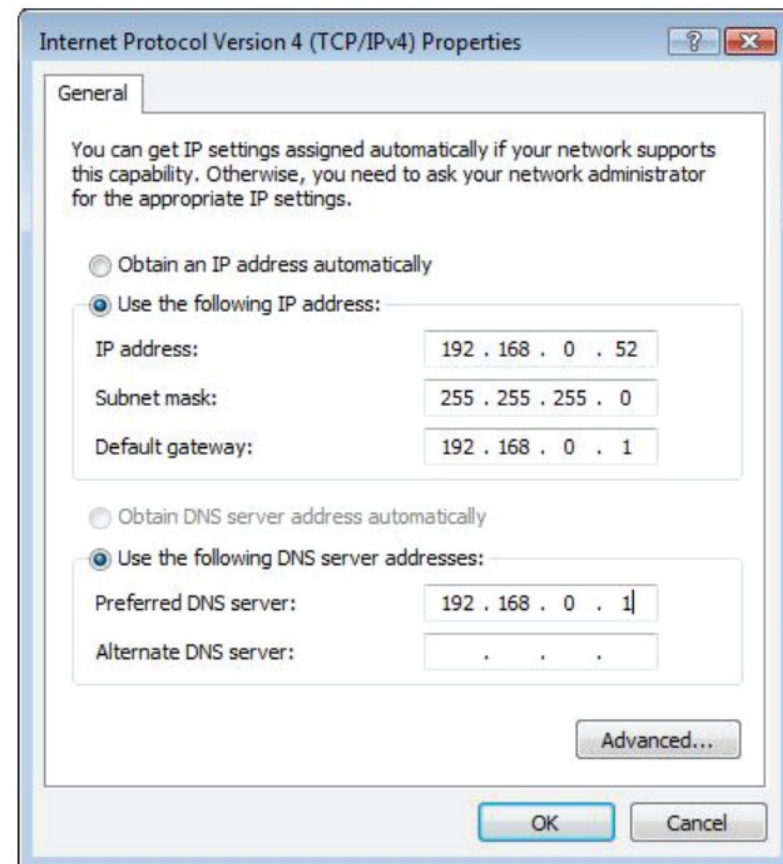 Internet Protocol Version 4 (TCP/IPv4) Properties
General
You can get IP settings assigned automatically if your network supports
this capability. Otherwise, you need to ask your network administrator
for the appropriate IP settings.
Obtain an IP address automatically
Use the following IP address:
IP address: 192 . 168 . 0 . 52
Subnet mask: 255 . 255 . 255 . 0
Default gateway: 192 . 168 . 0 . 1
Obtain DNS server address automatically
Use the following DNS server addresses:
Preferred DNS server: 192 . 168 . 0 . 1
Alternate DNS server: . . .
Advanced...
OK Cancel